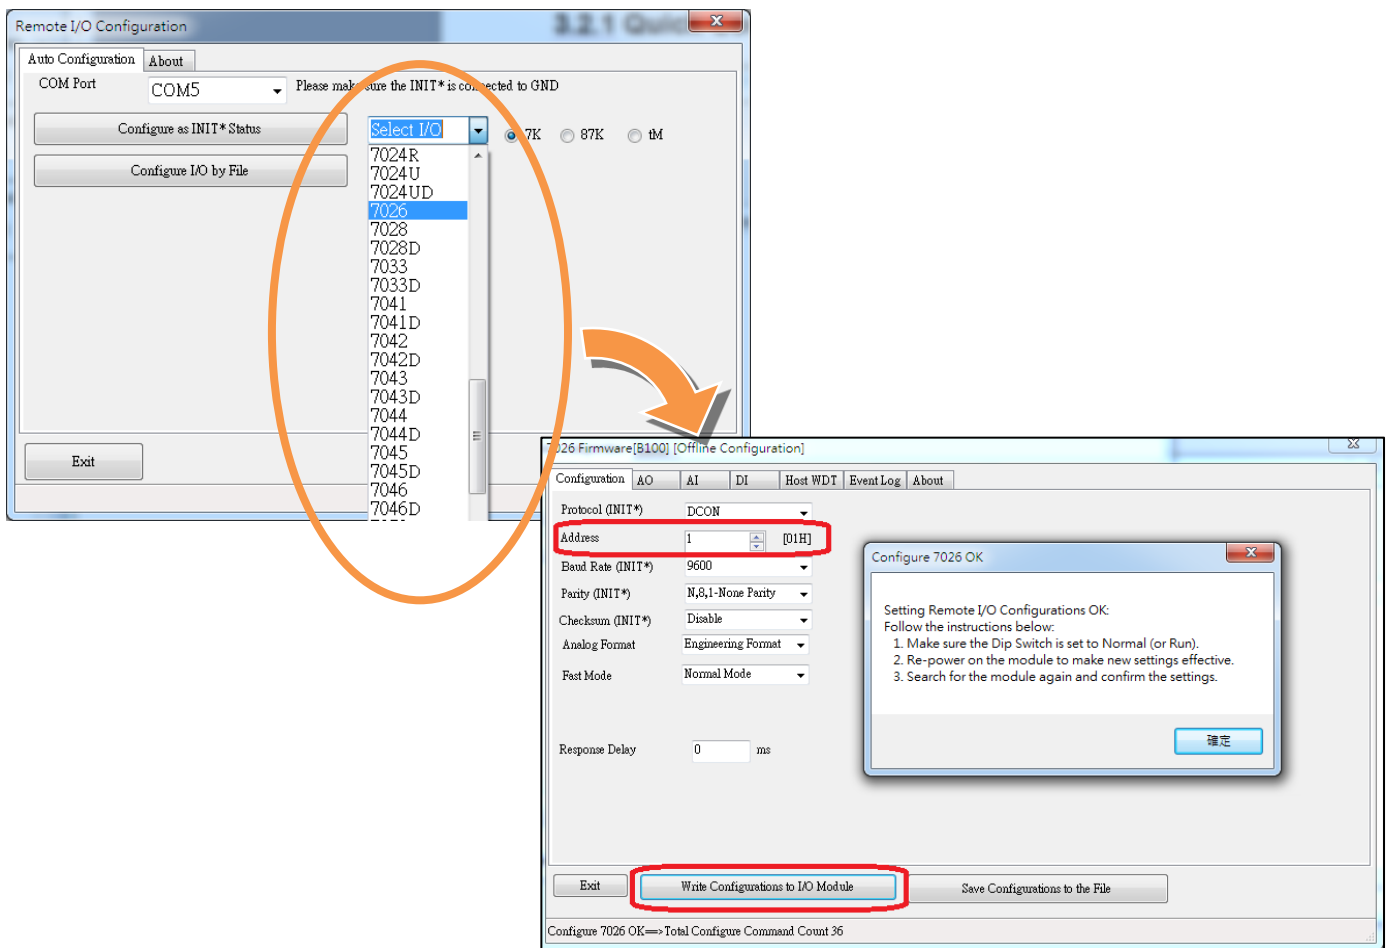 3.2.1 Quic
Remote I/O Configuration
Auto Configuration
About
COM Port
COM5
Please make sure the INIT* is connected to GND
Configure as INIT* Status
Select I/O
7K
87K
tM
Configure I/O by File
7024R
7024U
7024UD
7026
7028
7028D
7033
7033D
7041
7041D
7042
7042D
7043
7043D
7044
7044D
7045
7045D
7046
7046D
Exit
7026 Firmware[B100] [Offline Configuration]
Configuration
AO
AI
DI
Host WDT
Event Log
About
Protocol (INIT*)
DCON
Address
1
[01H]
Baud Rate (INIT*)
9600
Parity (INIT*)
N,8,1-None Parity
Checksum (INIT*)
Disable
Analog Format
Engineering Format
Fast Mode
Normal Mode
Response Delay
0
ms
Configure 7026 OK
Setting Remote I/O Configurations OK:
Follow the instructions below:
1. Make sure the Dip Switch is set to Normal (or Run).
2. Re-power on the module to make new settings effective.
3. Search for the module again and confirm the settings.
確定
Exit
Write Configurations to I/O Module
Save Configurations to the File
Configure 7026 OK==>Total Configure Command Count 36